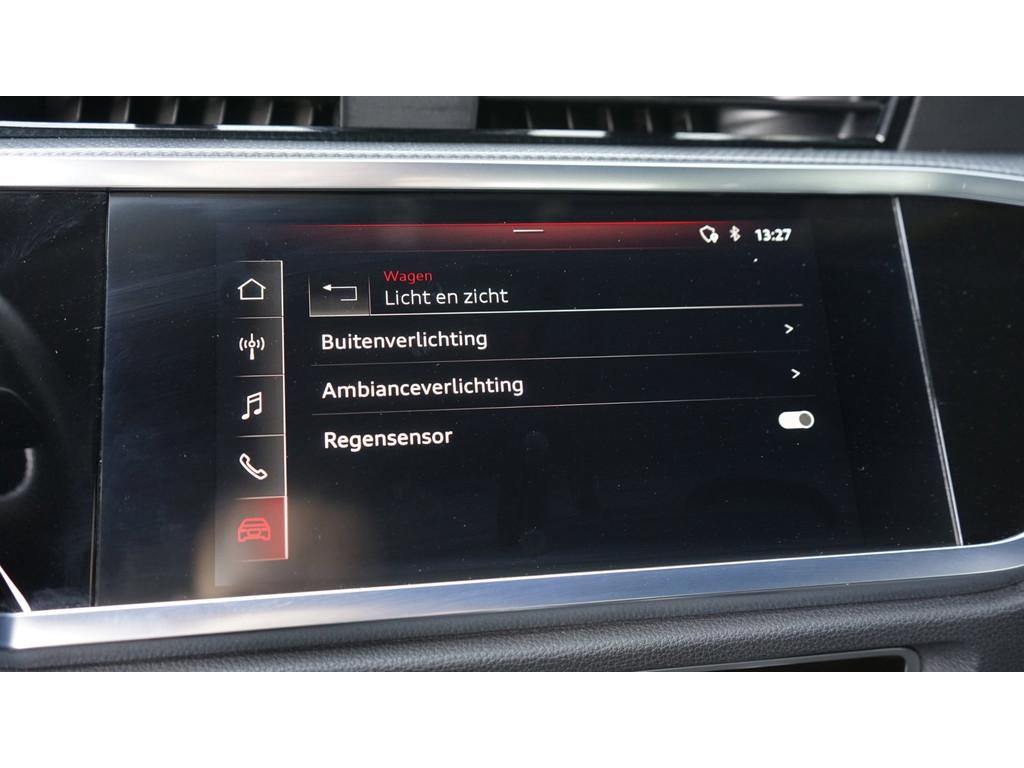 13:27
Wagen
Licht en zicht
Buitenverlichting
Ambianceverlichting
Regensensor